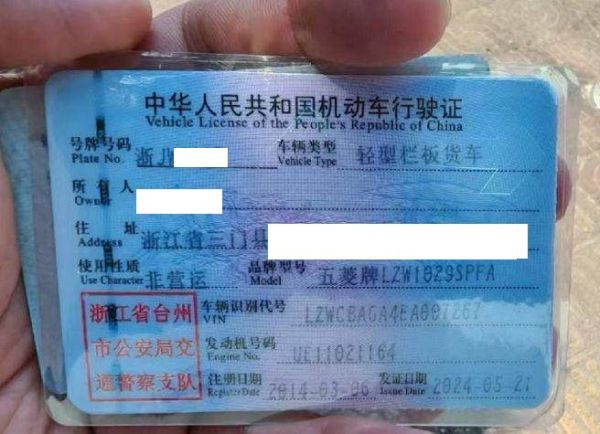 中华人民共和国机动车行驶证
Vehicle License of the People's Republic of China
号牌号码 浙 车辆类型 轻型栏板货车
Plate No. Vehicle Type
所有人
Owner
住址 浙江省三门县
Address
使用性质 非营运 品牌型号 五菱牌LZW1029SPFA
Use Character Model
浙江省台州 车辆识别代号 LZWCBAGA4EA007267
市公安局交 VIN
通警察支队 发动机号码 UE11021164
Engine No.
注册日期 2014-03-06 发证日期 2024-05-21
Register Date Issue Date